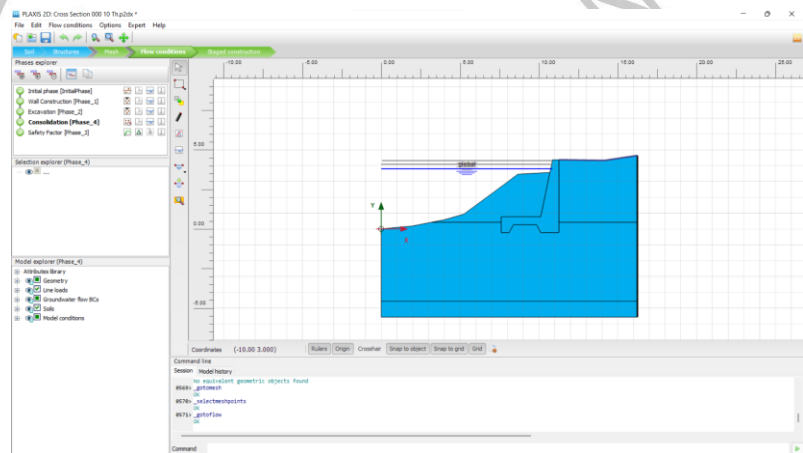 PLAXIS 2D: Cross Section 000 10 Th.p2dx *
File Edit Flow conditions Options Expert Help
Soil Structures Mesh Flow conditions Staged construction
Phases explorer
Initial phase [InitialPhase]
Wall Construction [Phase_1]
Excavation [Phase_2]
Consolidation [Phase_4]
Safety Factor [Phase_3]
Selection explorer (Phase_4)
...
Model explorer (Phase_4)
Attributes library
Geometry
Line loads
Groundwater flow BCs
Soils
Model conditions
-10.00 -5.00 0.00 5.00 10.00 15.00 20.00 25.00
5.00
0.00
-5.00
global
Y
X
Coordinates (-10.00 3.000) Rulers Origin Crosshair Snap to object Snap to grid Grid
Command line
Session Model history
No equivalent geometric objects found
0569> _gotomesh
OK
0570> _selectmeshpoints
OK
0571> _gotoflow
OK
Command